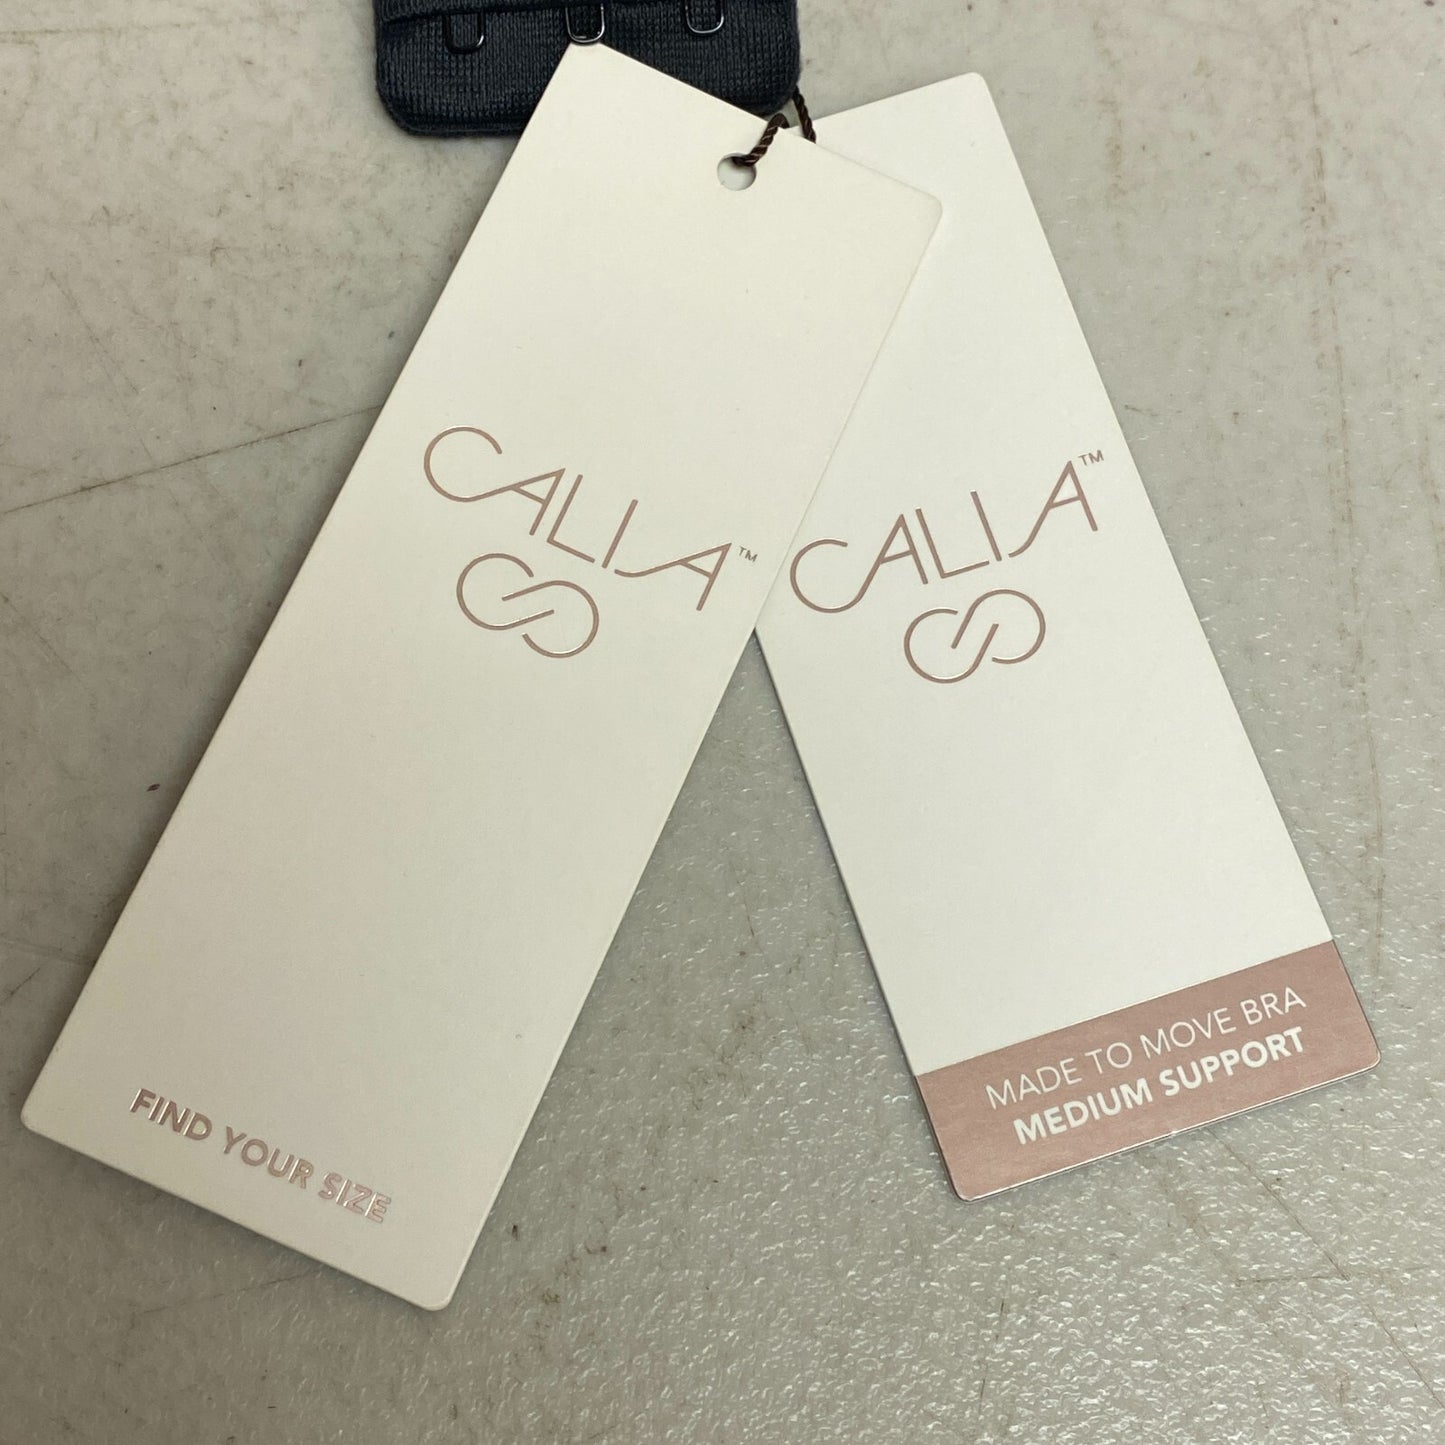 CALIA™
FIND YOUR SIZE
CALIA™
MADE TO MOVE BRA
MEDIUM SUPPORT